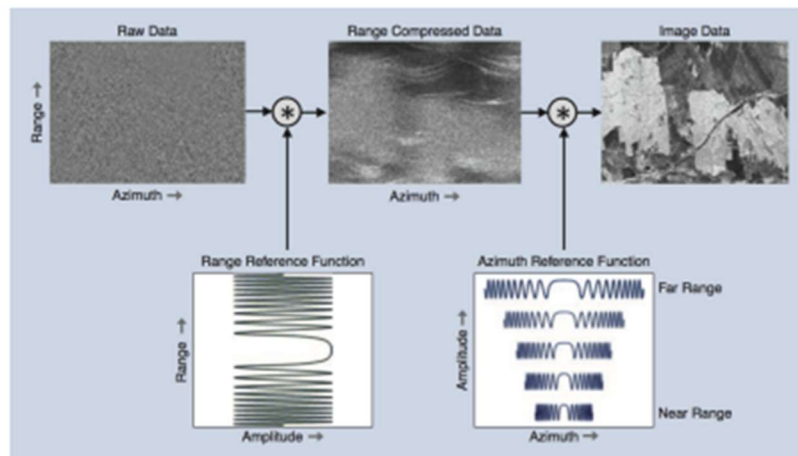 Raw Data
Range Compressed Data
Image Data
Range →
Azimuth →
Azimuth →
Range Reference Function
Azimuth Reference Function
Range →
Amplitude →
Amplitude →
Azimuth →
Far Range
Near Range